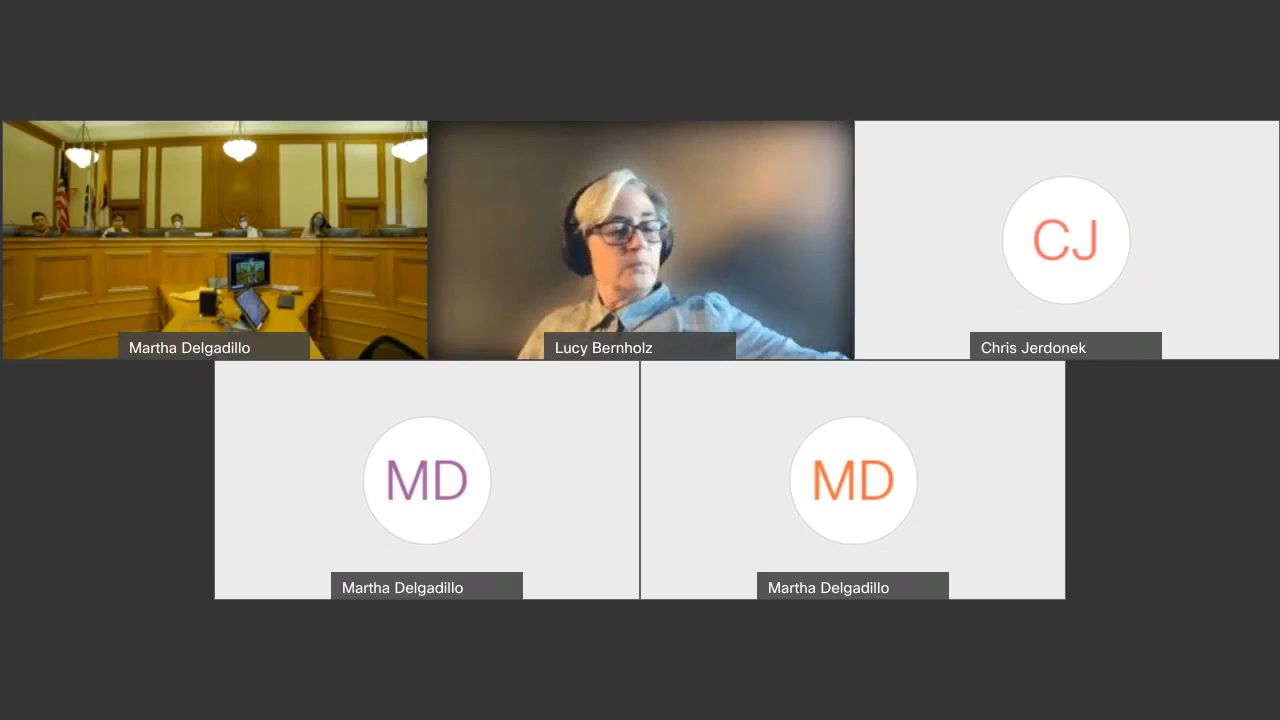 CJ
Martha Delgadillo
Lucy Bernholz
Chris Jerdonek
MD
MD
Martha Delgadillo
Martha Delgadillo